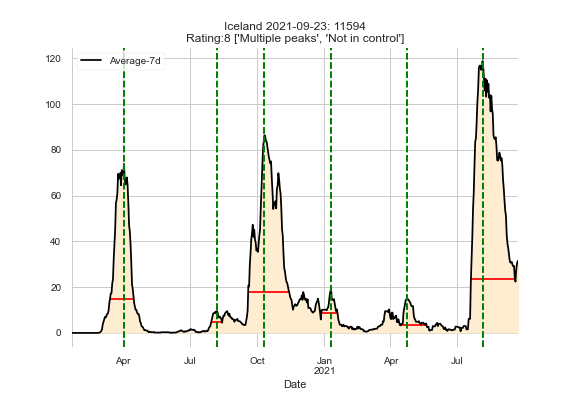 Iceland 2021-09-23: 11594
Rating:8 ['Multiple peaks', 'Not in control']
Average-7d
120
100
80
60
40
20
0
Apr Jul Oct Jan Apr Jul
2021
Date